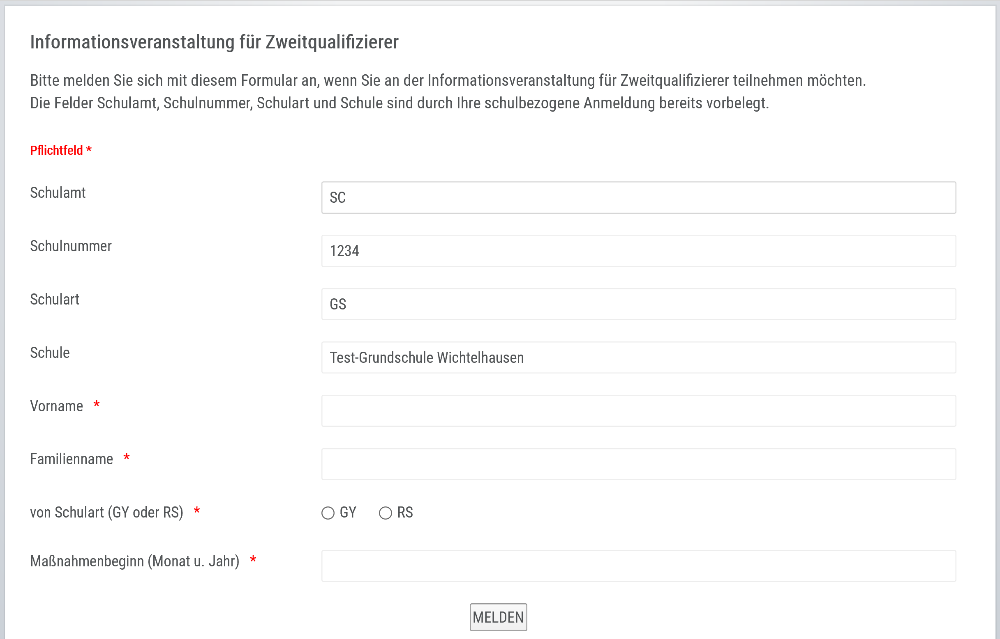 Informationsveranstaltung für Zweitqualifizierer
Bitte melden Sie sich mit diesem Formular an, wenn Sie an der Informationsveranstaltung für Zweitqualifizierer teilnehmen möchten.
Die Felder Schulamt, Schulnummer, Schulart und Schule sind durch Ihre schulbezogene Anmeldung bereits vorbelegt.
Pflichtfeld *
Schulamt SC
Schulnummer 1234
Schulart GS
Schule Test-Grundschule Wichtelhausen
Vorname *
Familienname *
von Schulart (GY oder RS) * GY RS
Maßnahmenbeginn (Monat u. Jahr) *
MELDEN